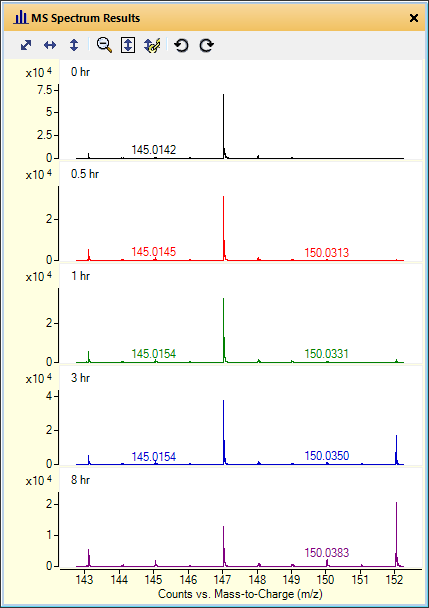 MS Spectrum Results
x10 4
0 hr
7.5
5
2.5
0
145.0142
x10 4
0.5 hr
2
0
145.0145 150.0313
x10 4
1 hr
2
0
145.0154 150.0331
x10 4
3 hr
4
2
0
145.0154 150.0350
x10 4
8 hr
2
1
0
150.0383
143 144 145 146 147 148 149 150 151 152
Counts vs. Mass-to-Charge (m/z)